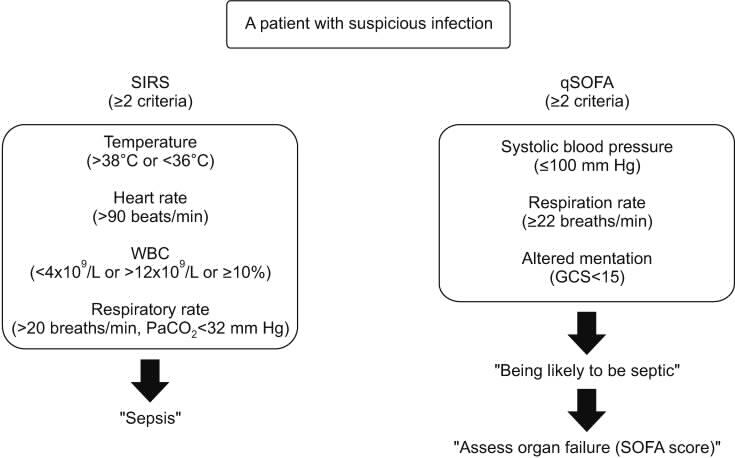 A patient with suspicious infection
SIRS
(≥2 criteria)
Temperature
(>38°C or <36°C)
Heart rate
(>90 beats/min)
WBC
(<4x10⁹/L or >12x10⁹/L or ≥10%)
Respiratory rate
(>20 breaths/min, PaCO₂<32 mm Hg)
"Sepsis"
qSOFA
(≥2 criteria)
Systolic blood pressure
(≤100 mm Hg)
Respiration rate
(≥22 breaths/min)
Altered mentation
(GCS<15)
"Being likely to be septic"
"Assess organ failure (SOFA score)"